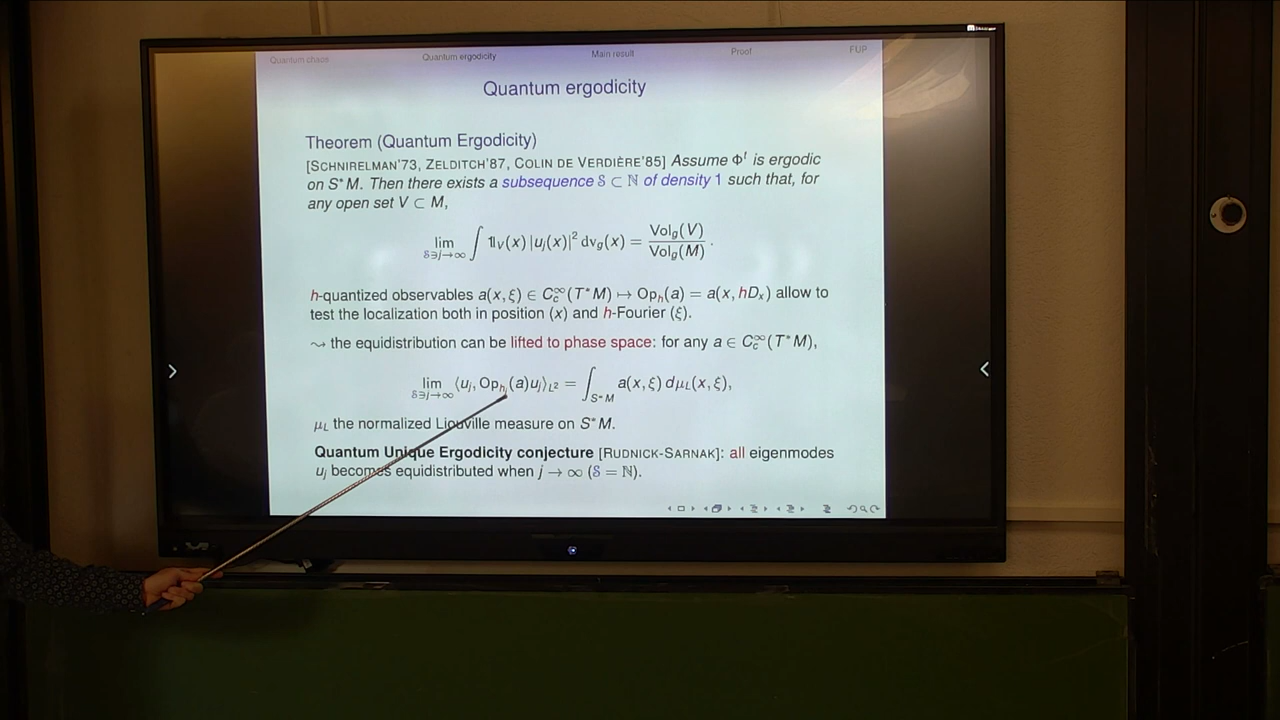 Quantum chaos Quantum ergodicity Main result Proof FUP
Quantum ergodicity
Theorem (Quantum Ergodicity)
[SCHNIRELMAN'73, ZELDITCH'87, COLIN DE VERDIÈRE'85] Assume Φᵗ is ergodic
on S*M. Then there exists a subsequence 𝕊 ⊂ ℕ of density 1 such that, for
any open set V ⊂ M,
lim_{𝕊∋j→∞} ∫ 𝟙_V(x) |u_j(x)|² dv_g(x) = Vol_g(V) / Vol_g(M) .
h-quantized observables a(x, ξ) ∈ C_c^∞(T*M) ↦ Op_h(a) = a(x, hD_x) allow to
test the localization both in position (x) and h-Fourier (ξ).
⇝ the equidistribution can be lifted to phase space: for any a ∈ C_c^∞(T*M),
lim_{𝕊∋j→∞} ⟨u_j, Op_{h_j}(a)u_j⟩_{L²} = ∫_{S*M} a(x, ξ) dμ_L(x, ξ),
μ_L the normalized Liouville measure on S*M.
Quantum Unique Ergodicity conjecture [RUDNICK-SARNAK]: all eigenmodes
u_j becomes equidistributed when j → ∞ (𝕊 = ℕ).